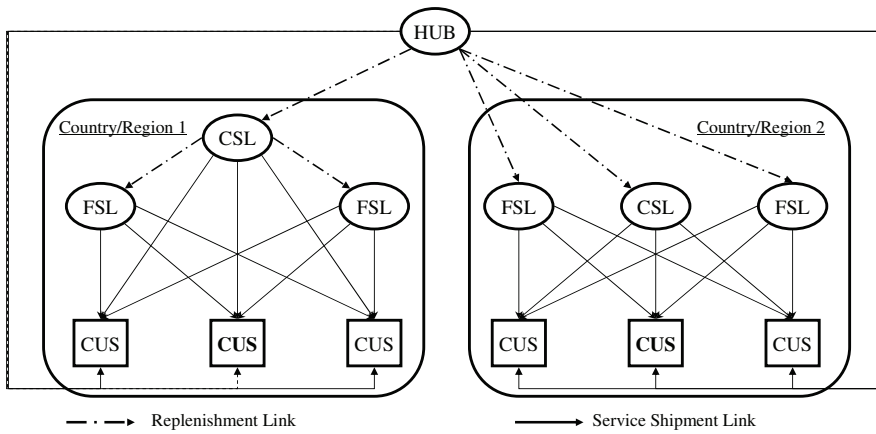 HUB
Country/Region 1
CSL
Country/Region 2
FSL
FSL
FSL
CSL
FSL
CUS
CUS
CUS
CUS
CUS
CUS
Replenishment Link
Service Shipment Link